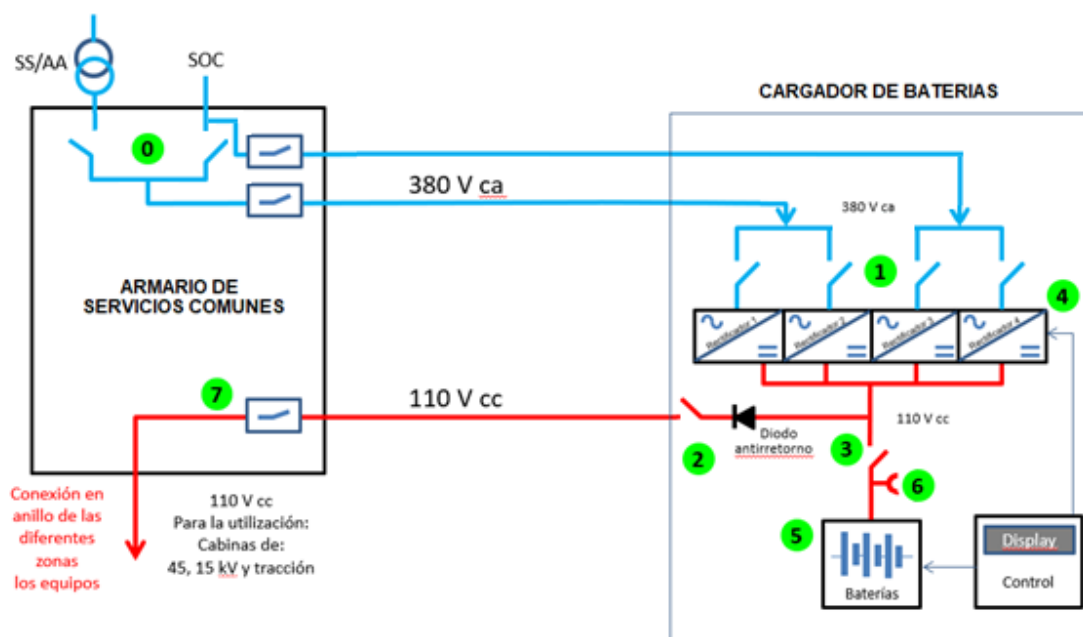 SS/AA
SOC
CARGADOR DE BATERIAS
0
380 V ca
380 V ca
1
ARMARIO DE
SERVICIOS COMUNES
4
Rectificador 1
Rectificador 2
Rectificador 3
Rectificador 4
7
110 V cc
110 V cc
Diodo
antirretorno
2
3
6
Conexión en
anillo de las
diferentes
zonas
los equipos
110 V cc
Para la utilización:
Cabinas de:
45, 15 kV y tracción
5
Baterías
Display
Control